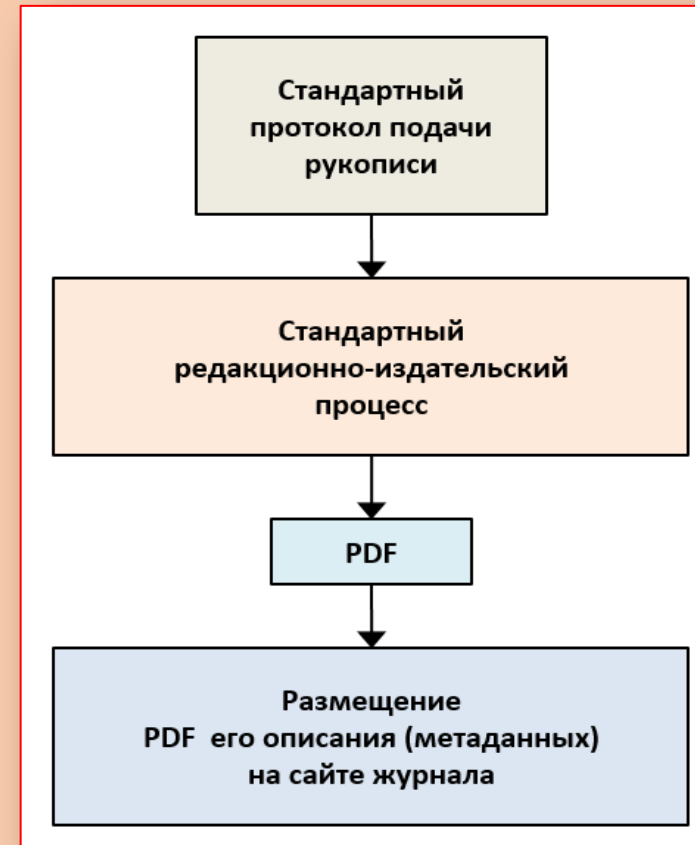 Стандартный
протокол подачи
рукописи
Стандартный
редакционно-издательский
процесс
PDF
Размещение
PDF его описания (метаданных)
на сайте журнала